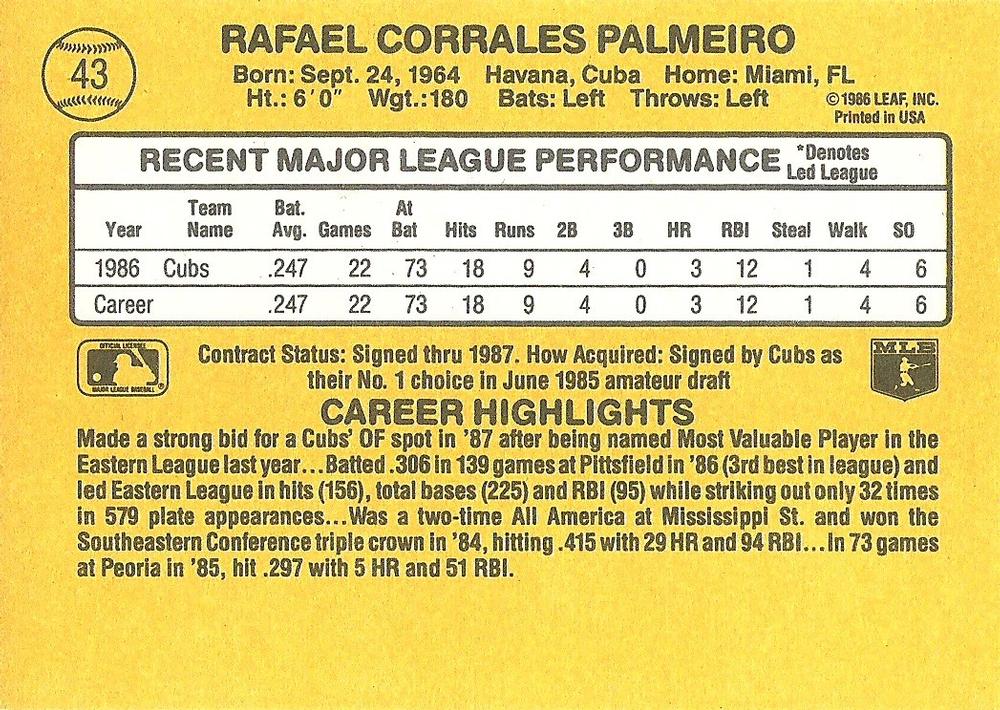 43
RAFAEL CORRALES PALMEIRO
Born: Sept. 24, 1964 Havana, Cuba Home: Miami, FL
Ht.: 6'0" Wgt.:180 Bats: Left Throws: Left
©1986 LEAF, INC.
Printed in USA
RECENT MAJOR LEAGUE PERFORMANCE
*Denotes
Led League
Year Team Name Bat. Avg. Games At Bat Hits Runs 2B 3B HR RBI Steal Walk SO
1986 Cubs .247 22 73 18 9 4 0 3 12 1 4 6
Career .247 22 73 18 9 4 0 3 12 1 4 6
OFFICIAL LICENSEE
MAJOR LEAGUE BASEBALL
®
Contract Status: Signed thru 1987. How Acquired: Signed by Cubs as
their No. 1 choice in June 1985 amateur draft
MLB
CAREER HIGHLIGHTS
Made a strong bid for a Cubs' OF spot in '87 after being named Most Valuable Player in the
Eastern League last year...Batted .306 in 139 games at Pittsfield in '86 (3rd best in league) and
led Eastern League in hits (156), total bases (225) and RBI (95) while striking out only 32 times
in 579 plate appearances...Was a two-time All America at Mississippi St. and won the
Southeastern Conference triple crown in '84, hitting .415 with 29 HR and 94 RBI...In 73 games
at Peoria in '85, hit .297 with 5 HR and 51 RBI.